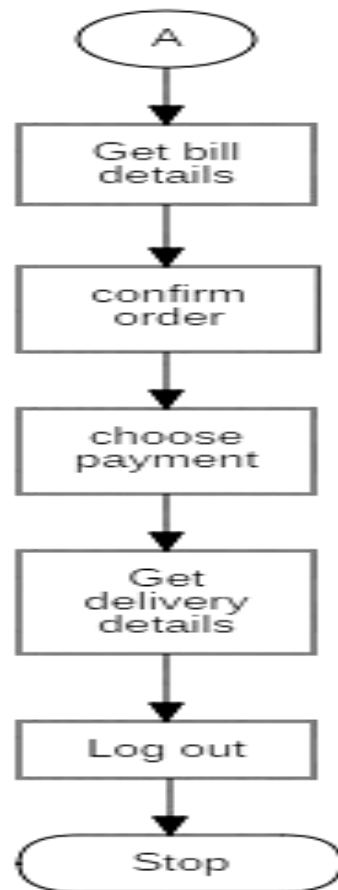 A
Get bill
details
confirm
order
choose
payment
Get
delivery
details
Log out
Stop